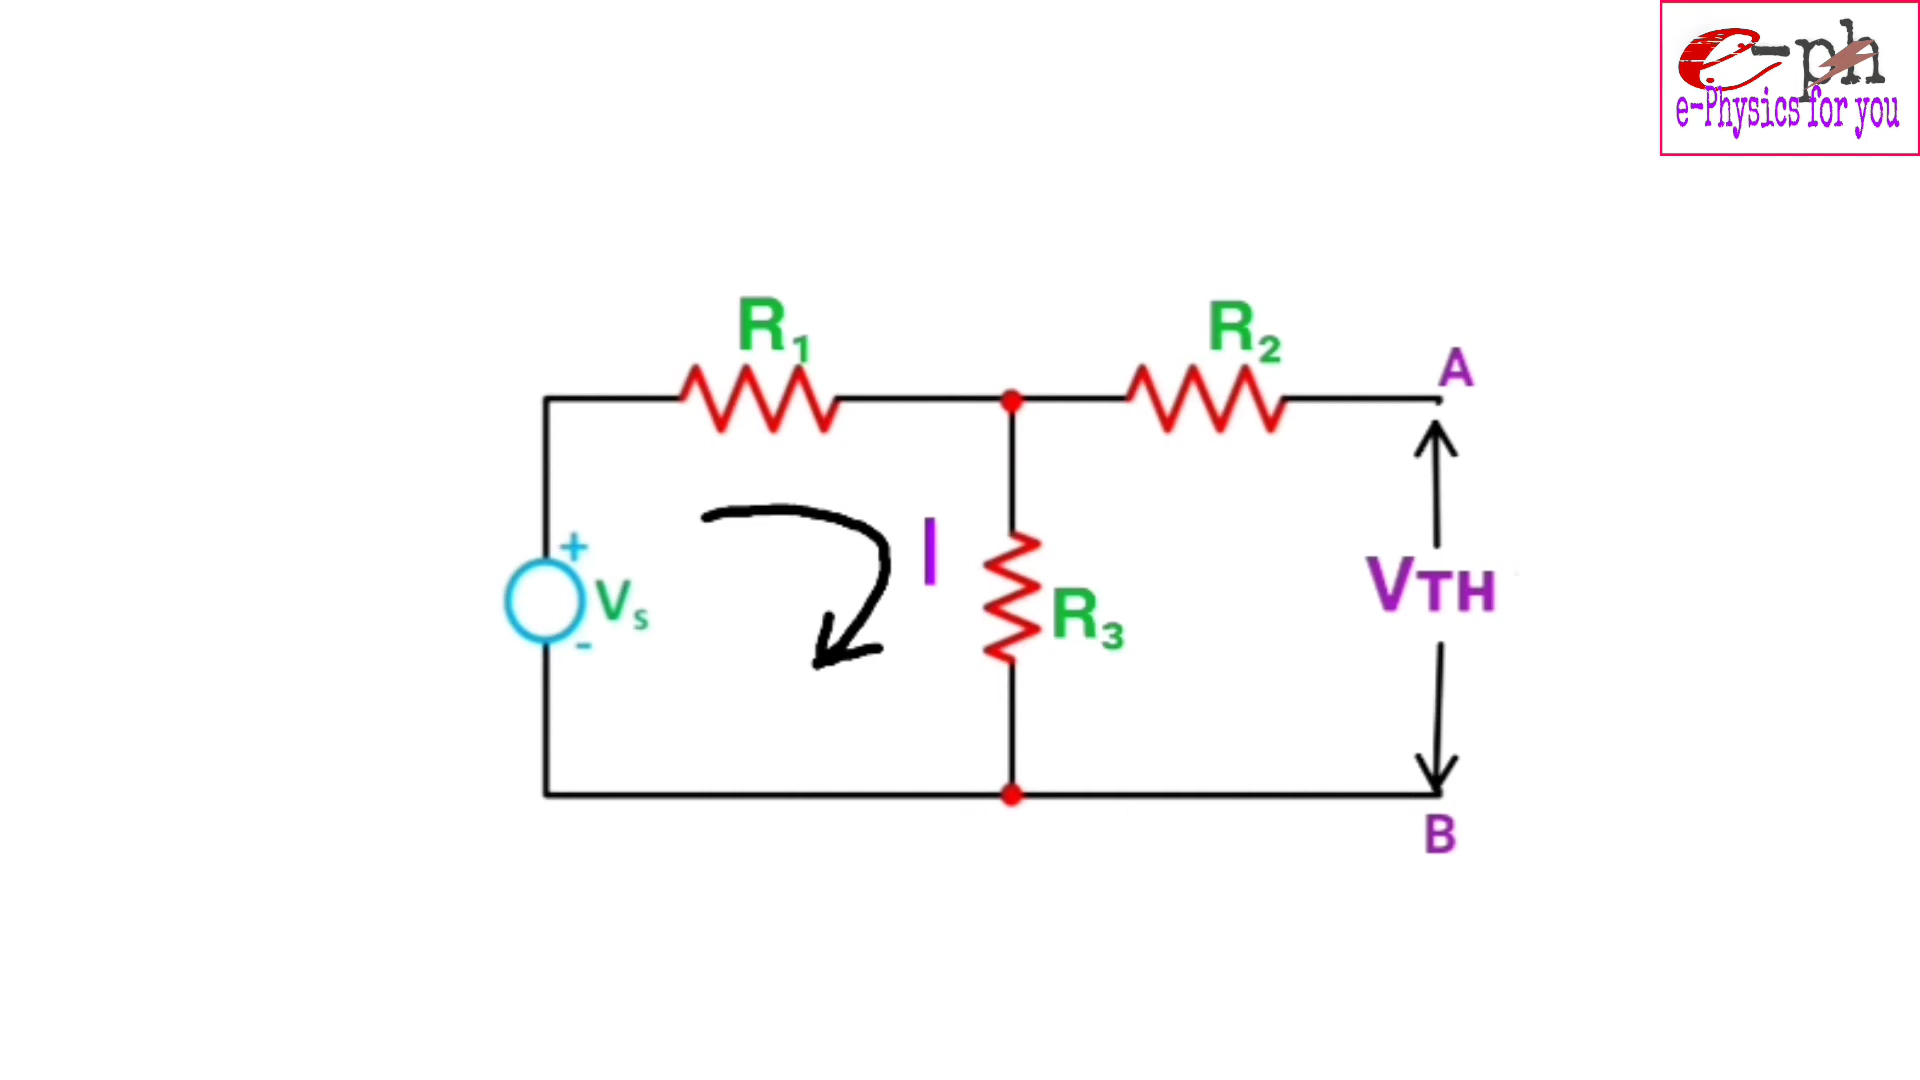 e-ph
e-Physics for you
R₁
R₂
A
I
+
Vₛ
-
R₃
VTH
B